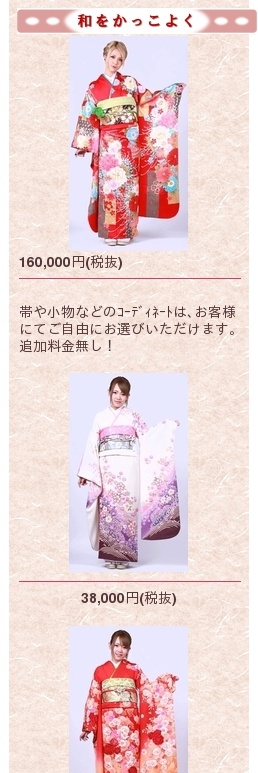 和をかっこよく
160,000円(税抜)
帯や小物などのｺｰﾃﾞｨﾈｰﾄは､お客様
にてご自由にお選びいただけます。
追加料金無し！
38,000円(税抜)